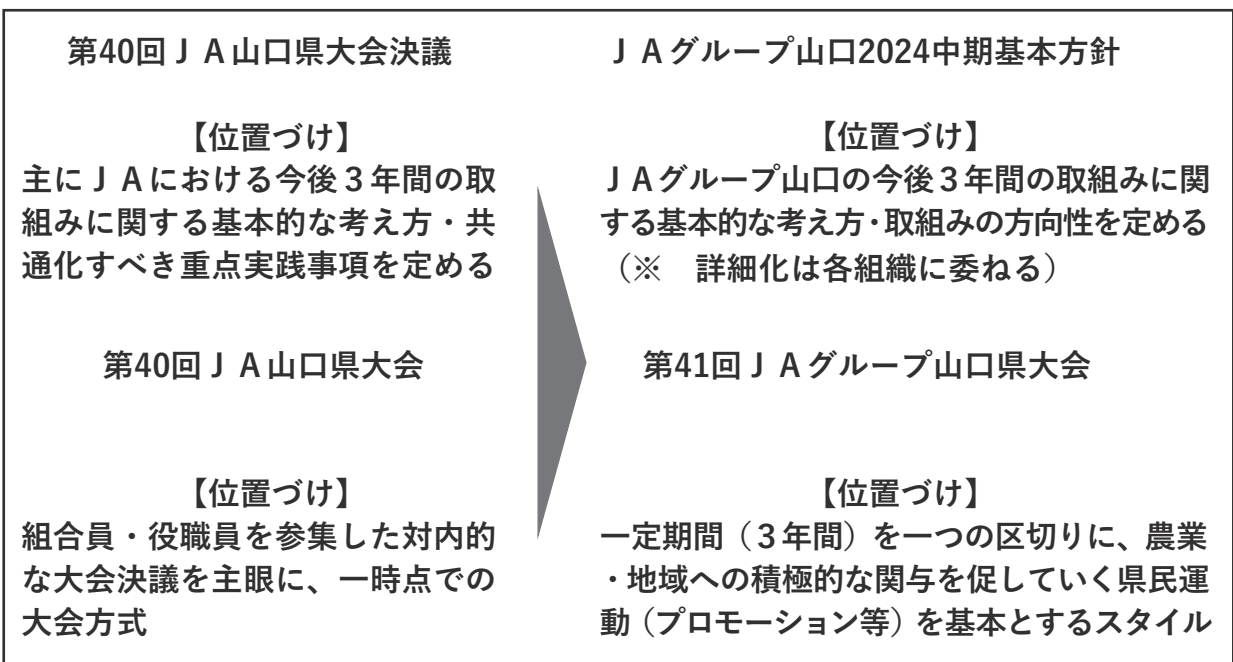 第40回ＪＡ山口県大会決議
【位置づけ】
主にＪＡにおける今後３年間の取
組みに関する基本的な考え方・共
通化すべき重点実践事項を定める
第40回ＪＡ山口県大会
【位置づけ】
組合員・役職員を参集した対内的
な大会決議を主眼に、一時点での
大会方式
ＪＡグループ山口2024中期基本方針
【位置づけ】
ＪＡグループ山口の今後３年間の取組みに関
する基本的な考え方・取組みの方向性を定める
（※　詳細化は各組織に委ねる）
第41回ＪＡグループ山口県大会
【位置づけ】
一定期間（３年間）を一つの区切りに、農業
・地域への積極的な関与を促していく県民運
動（プロモーション等）を基本とするスタイル